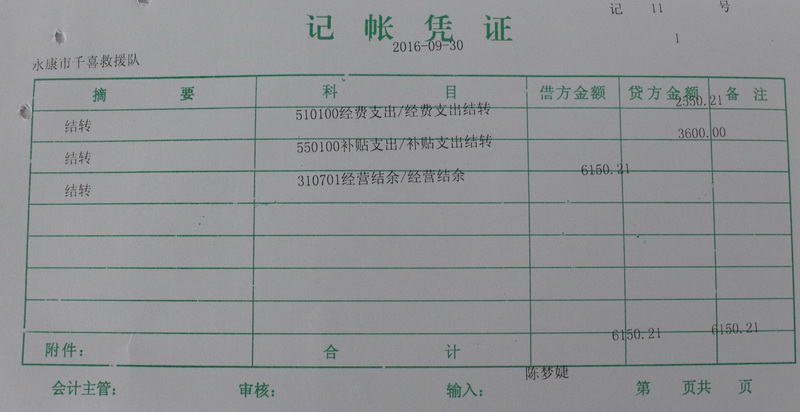 记 11 号
记帐凭证
2016-09-30
1
永康市千喜救援队
摘要 科目 借方金额 贷方金额 备注
结转 510100经费支出/经费支出结转 2550.21
结转 550100补贴支出/补贴支出结转 3600.00
结转 310701经营结余/经营结余 6150.21
附件: 合计 6150.21 6150.21
会计主管: 审核: 输入: 陈梦婕 第 页共 页